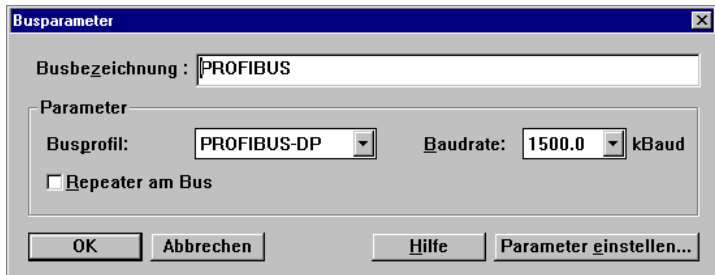 Busparameter
Busbezeichnung : PROFIBUS
Parameter
Busprofil: PROFIBUS-DP Baudrate: 1500.0 kBaud
Repeater am Bus
OK Abbrechen Hilfe Parameter einstellen...